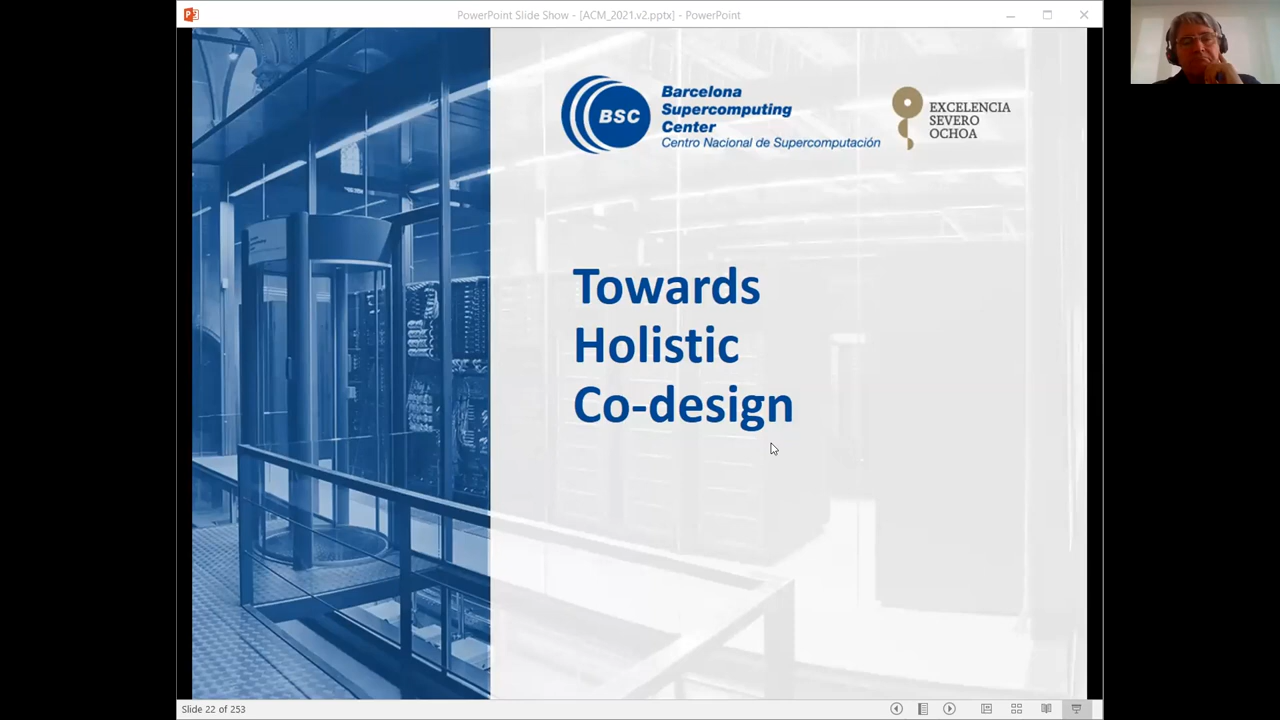 PowerPoint Slide Show - [ACM_2021.v2.pptx] - PowerPoint
BSC
Barcelona
Supercomputing
Center
Centro Nacional de Supercomputación
EXCELENCIA
SEVERO
OCHOA
Towards
Holistic
Co-design
Slide 22 of 253